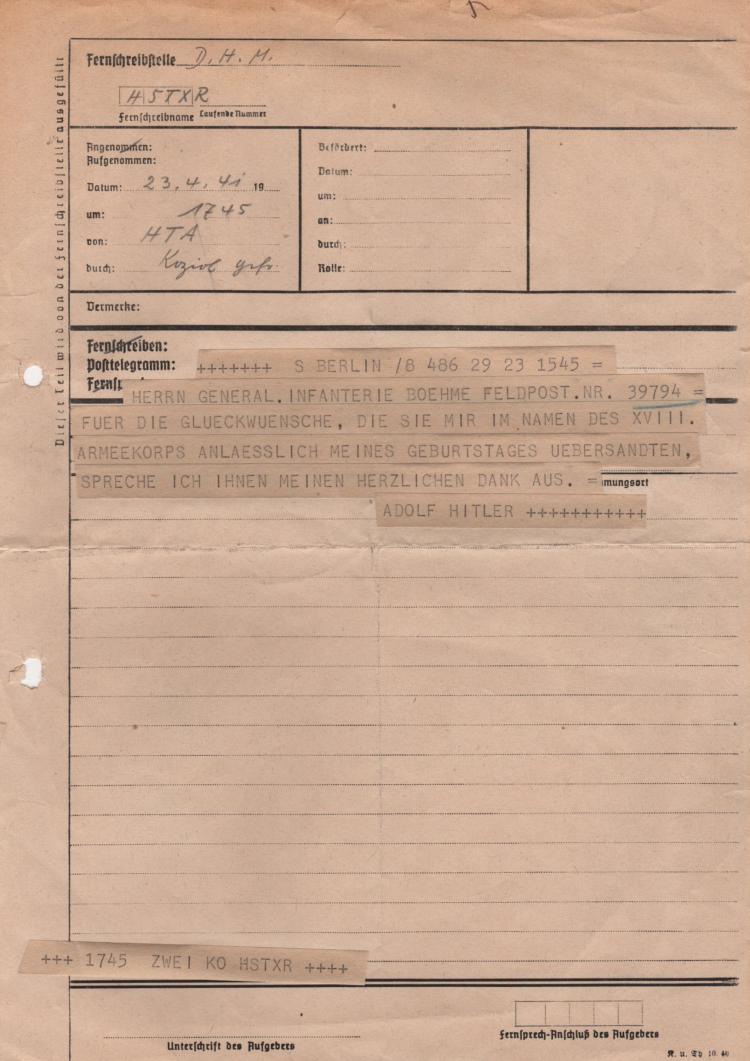 Dieser Teil wird von der Fernschreibstelle ausgefüllt
Fernschreibstelle D. H. M.
HSTXR
Fernschreibname Laufende Nummer
Angenommen:
Aufgenommen:
Datum: 23. 4. 41 19
um: 1745
von: HTA
durch: Koziol gefr.
Befördert:
Datum:
um:
an:
durch:
Rolle:
Vermerke:
Fernschreiben:
Posttelegramm: +++++++ S BERLIN /8 486 29 23 1545 =
HERRN GENERAL.INFANTERIE BOEHME FELDPOST.NR. 39794 =
FUER DIE GLUECKWUENSCHE, DIE SIE MIR IM NAMEN DES XVIII.
ARMEEKORPS ANLAESSLICH MEINES GEBURTSTAGES UEBERSANDTEN,
SPRECHE ICH IHNEN MEINEN HERZLICHEN DANK AUS. =
ADOLF HITLER +++++++++++
+++ 1745 ZWEI KO HSTXR ++++
Unterschrift des Aufgebers
Fernsprech-Anschluß des Aufgebers